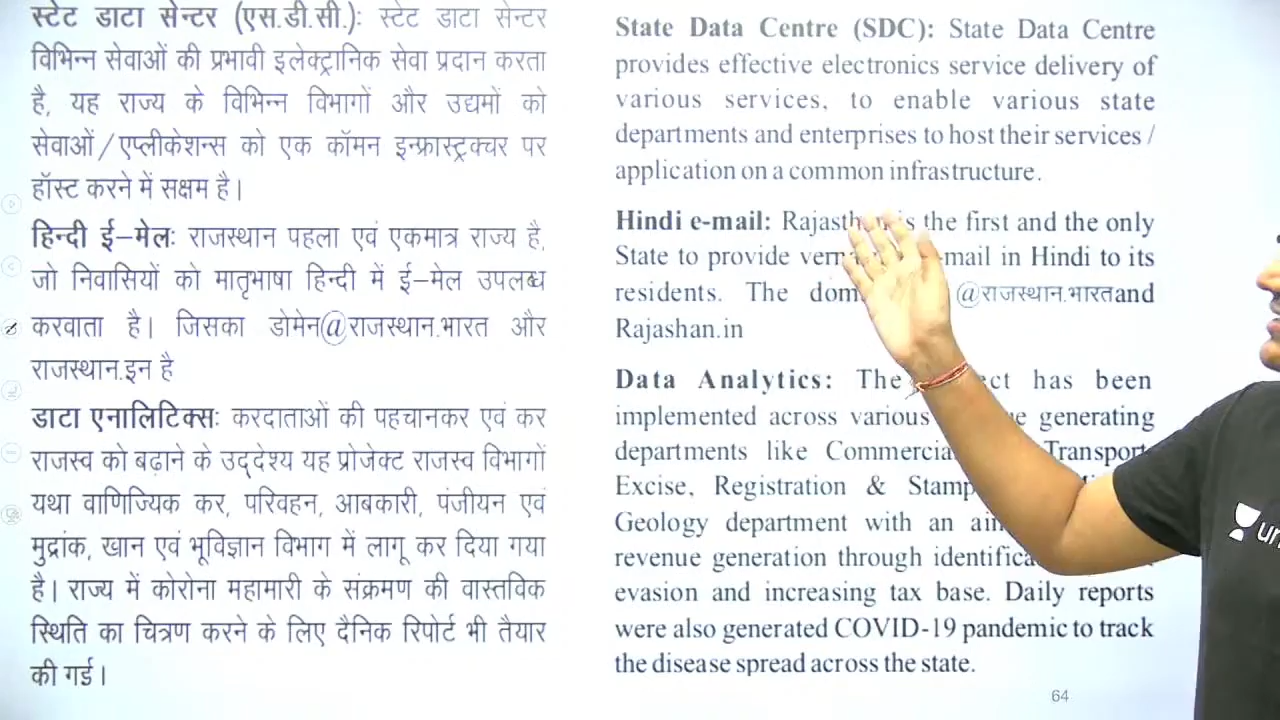 स्टेट डाटा सेन्टर (एस.डी.सी.): स्टेट डाटा सेन्टर
विभिन्न सेवाओं की प्रभावी इलेक्ट्रानिक सेवा प्रदान करता
है, यह राज्य के विभिन्न विभागों और उद्यमों को
सेवाओं/एप्लीकेशन्स को एक कॉमन इन्फ्रास्ट्रक्चर पर
हॉस्ट करने में सक्षम है।
हिन्दी ई–मेल: राजस्थान पहला एवं एकमात्र राज्य है,
जो निवासियों को मातृभाषा हिन्दी में ई–मेल उपलब्ध
करवाता है। जिसका डोमेन@राजस्थान.भारत और
राजस्थान.इन है
डाटा एनालिटिक्स: करदाताओं की पहचानकर एवं कर
राजस्व को बढ़ाने के उद्देश्य यह प्रोजेक्ट राजस्व विभागों
यथा वाणिज्यिक कर, परिवहन, आबकारी, पंजीयन एवं
मुद्रांक, खान एवं भूविज्ञान विभाग में लागू कर दिया गया
है। राज्य में कोरोना महामारी के संक्रमण की वास्तविक
स्थिति का चित्रण करने के लिए दैनिक रिपोर्ट भी तैयार
की गई।
State Data Centre (SDC): State Data Centre
provides effective electronics service delivery of
various services, to enable various state
departments and enterprises to host their services /
application on a common infrastructure.
Hindi e-mail: Rajasthan is the first and the only
State to provide mail in Hindi to its
residents. The @राजस्थान.भारतand
Rajashan.in
Data Analytics: The has been
implemented across various generating
departments like Transport,
Excise, Registration & Stamp
Geology department with an
revenue generation through
evasion and increasing tax base. Daily reports
were also generated COVID-19 pandemic to track
the disease spread across the state.
64